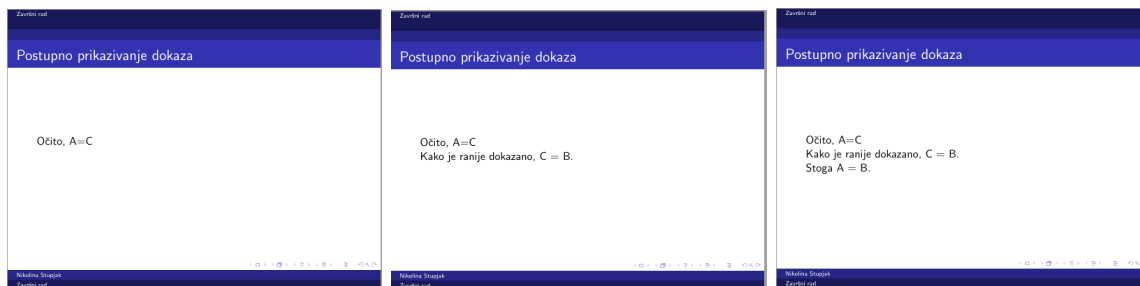 Završni rad
Postupno prikazivanje dokaza
Očito, A=C
Nikolina Stupjak
Završni rad
Završni rad
Postupno prikazivanje dokaza
Očito, A=C
Kako je ranije dokazano, C = B.
Nikolina Stupjak
Završni rad
Završni rad
Postupno prikazivanje dokaza
Očito, A=C
Kako je ranije dokazano, C = B.
Stoga A = B.
Nikolina Stupjak
Završni rad